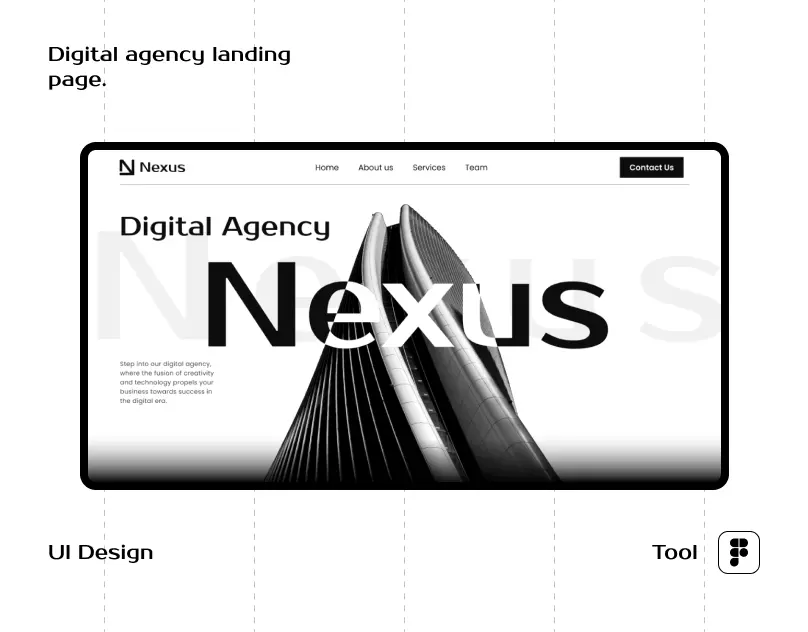 Digital agency landing
page.
Nexus
Home About us Services Team
Contact Us
Digital Agency
Nexus
Nexus
Step into our digital agency,
where the fusion of creativity
and technology propels your
business towards success in
the digital era.
UI Design
Tool